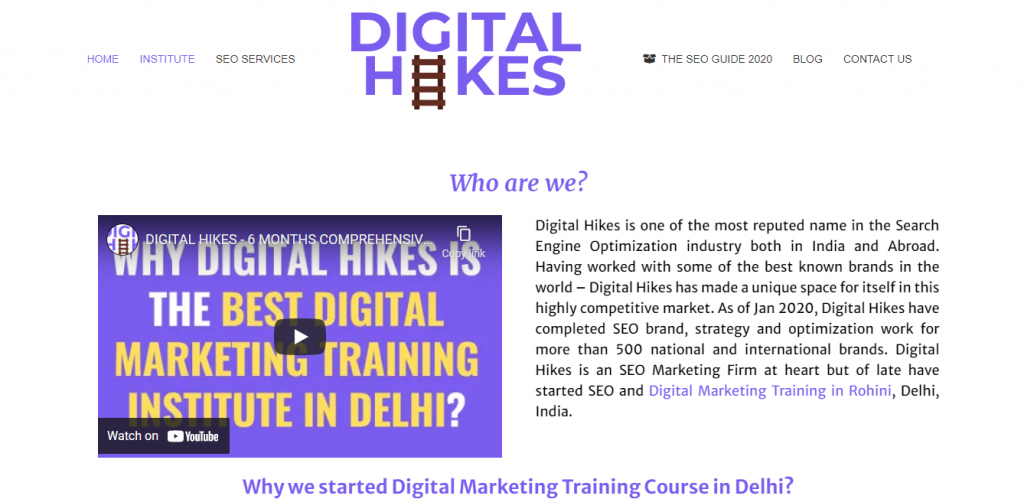 DIGITAL
H KES
HOME INSTITUTE SEO SERVICES
THE SEO GUIDE 2020 BLOG CONTACT US
Who are we?
DIGITAL HIKES - 6 MONTHS COMPREHENSIV...
Copy link
WHY DIGITAL HIKES IS
THE BEST DIGITAL
MARKETING TRAINING
INSTITUTE IN DELHI?
Watch on YouTube
Digital Hikes is one of the most reputed name in the Search
Engine Optimization industry both in India and Abroad.
Having worked with some of the best known brands in the
world – Digital Hikes has made a unique space for itself in this
highly competitive market. As of Jan 2020, Digital Hikes have
completed SEO brand, strategy and optimization work for
more than 500 national and international brands. Digital
Hikes is an SEO Marketing Firm at heart but of late have
started SEO and Digital Marketing Training in Rohini, Delhi,
India.
Why we started Digital Marketing Training Course in Delhi?